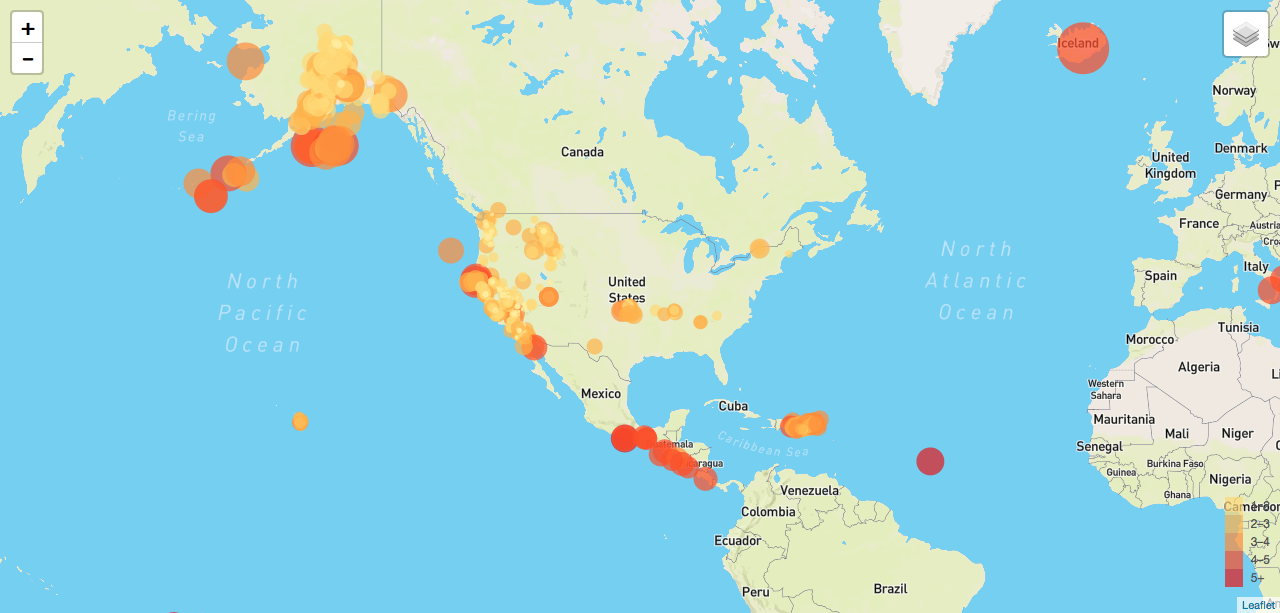 +
−
Iceland
Norway
Bering
Sea
Canada
United
Kingdom
Denmark
Germany
France
Austria
Italy
Spain
North
Pacific
Ocean
United
States
North
Atlantic
Ocean
Tunisia
Morocco
Algeria
Western
Sahara
Mexico
Cuba
Caribbean Sea
Mauritania
Mali
Niger
Senegal
Guinea
Burkina Faso
Nigeria
Ghana
Cameroon
Venezuela
Colombia
Ecuador
Peru
Brazil
2–3
3–4
4–5
5+
Leaflet